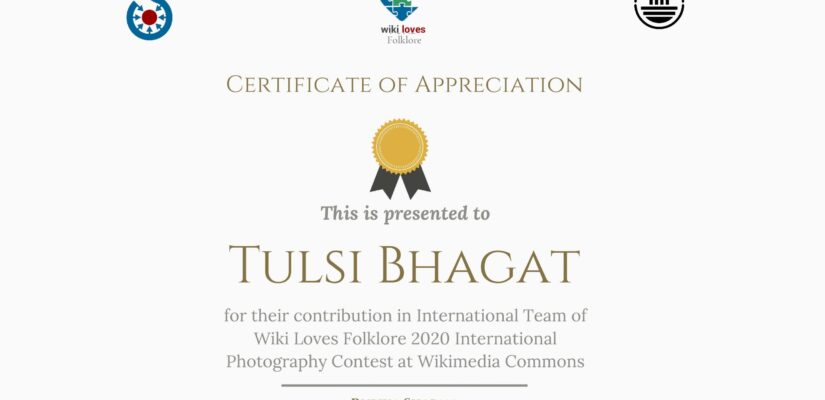 wiki loves
Folklore
Certificate of Appreciation
This is presented to
Tulsi Bhagat
for their contribution in International Team of
Wiki Loves Folklore 2020 International
Photography Contest at Wikimedia Commons